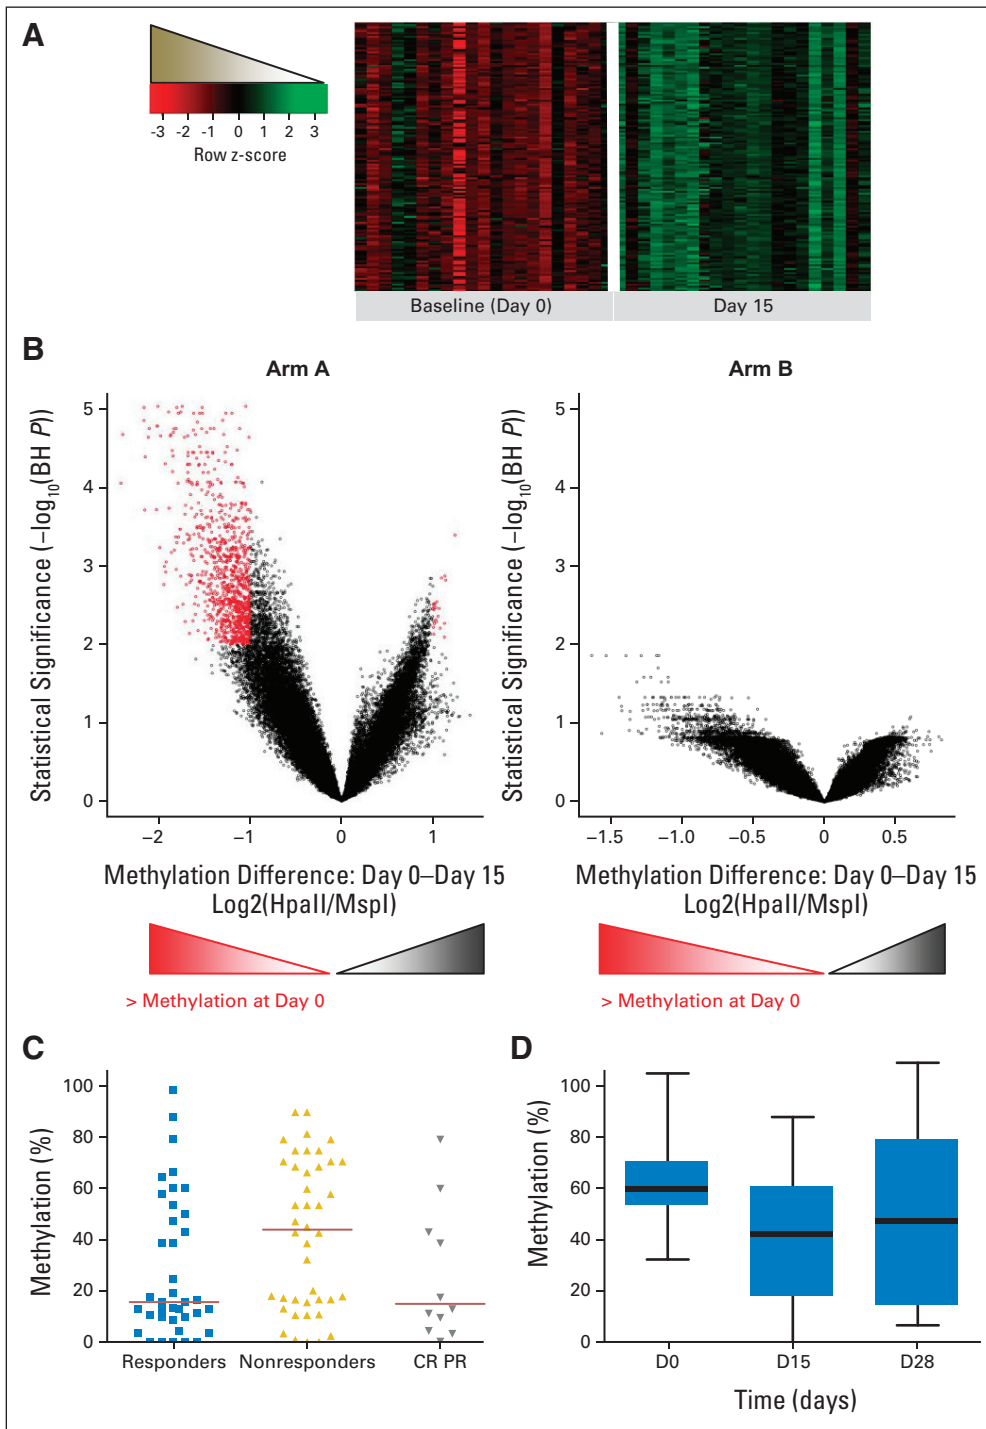 A
-3 -2 -1 0 1 2 3
Row z-score
Baseline (Day 0)
Day 15
B
Arm A
Statistical Significance (–log10(BH P))
5
4
3
2
1
0
–2 –1 0 1
Methylation Difference: Day 0–Day 15
Log2(HpaII/MspI)
> Methylation at Day 0
Arm B
Statistical Significance (–log10(BH P))
5
4
3
2
1
0
–1.5 –1.0 –0.5 0 0.5
Methylation Difference: Day 0–Day 15
Log2(HpaII/MspI)
> Methylation at Day 0
C
Methylation (%)
100
80
60
40
20
0
Responders Nonresponders CR PR
D
Methylation (%)
100
80
60
40
20
0
D0 D15 D28
Time (days)